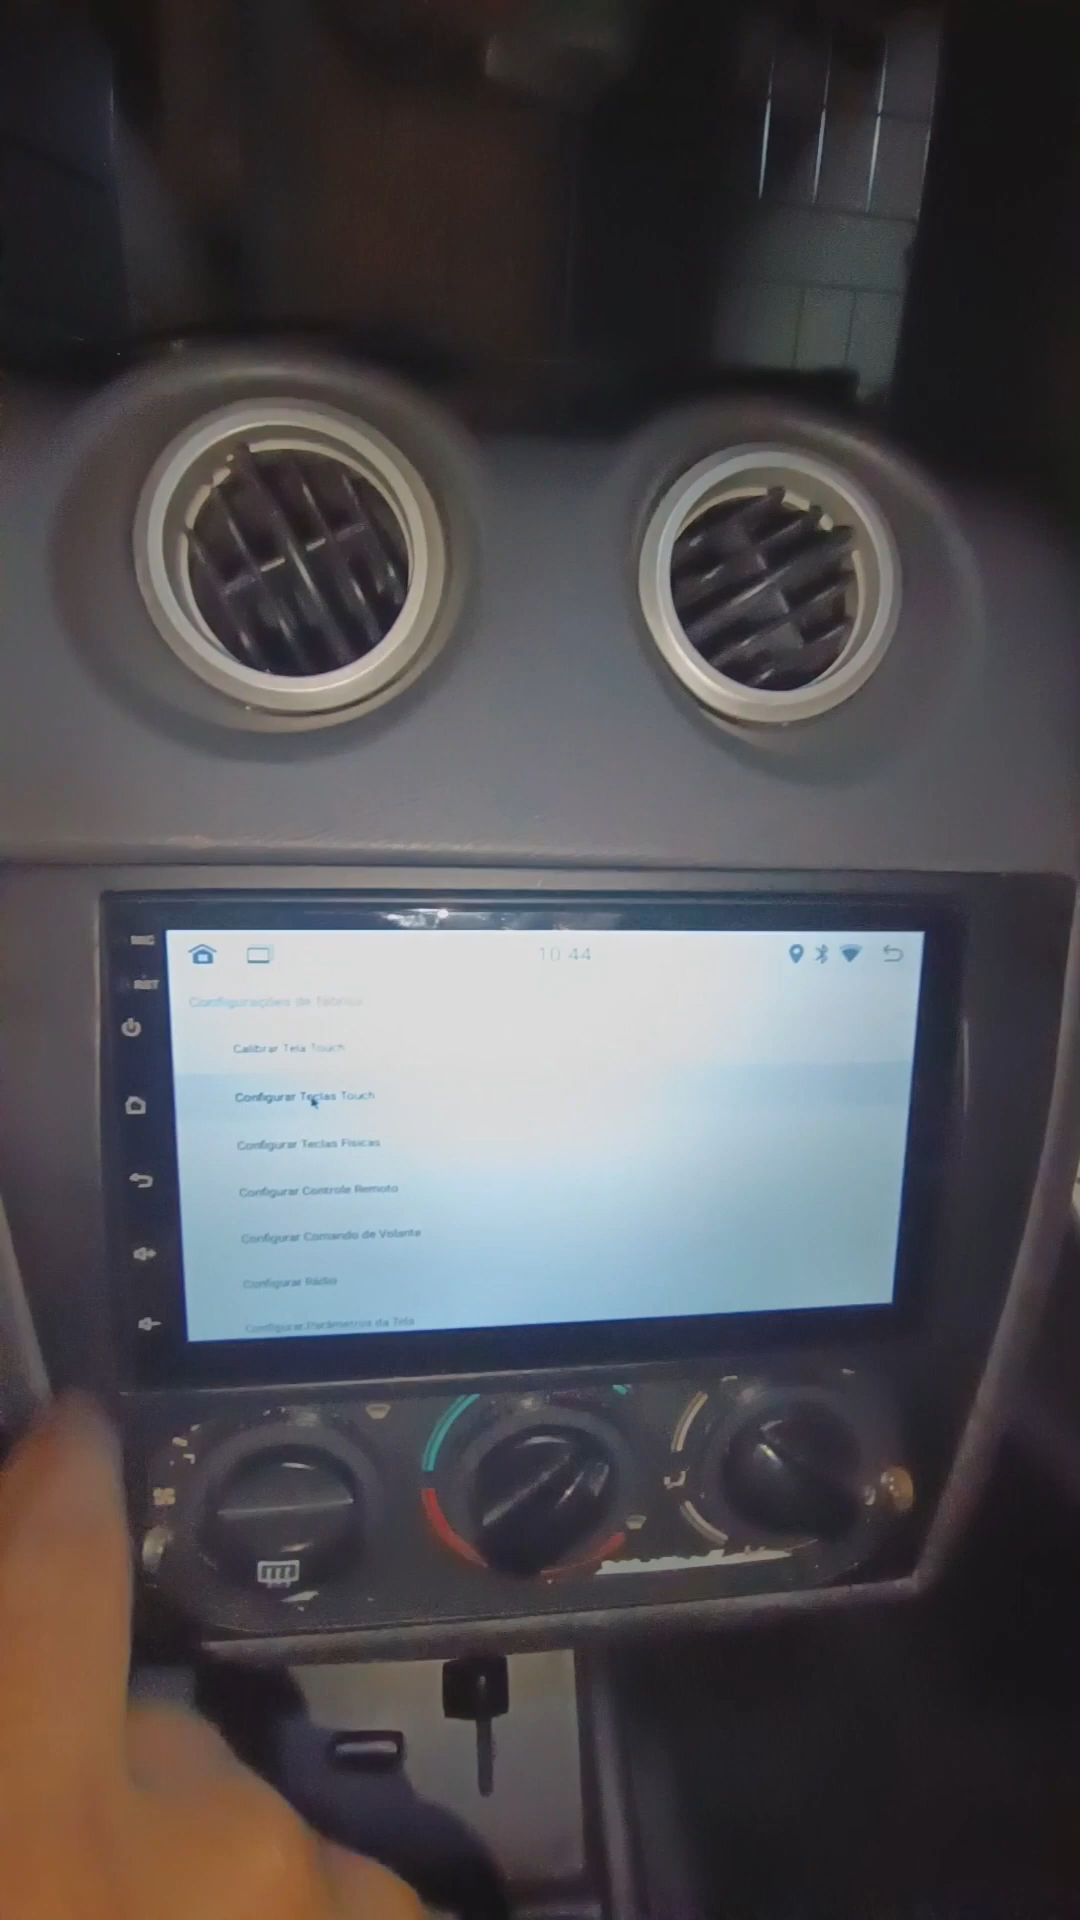 MIC
RST
10:44
Configurações de fábrica
Calibrar Tela Touch
Configurar Teclas Touch
Configurar Teclas Físicas
Configurar Controle Remoto
Configurar Comando de Volante
Configurar Rádio
Configurar Parâmetros da Tela